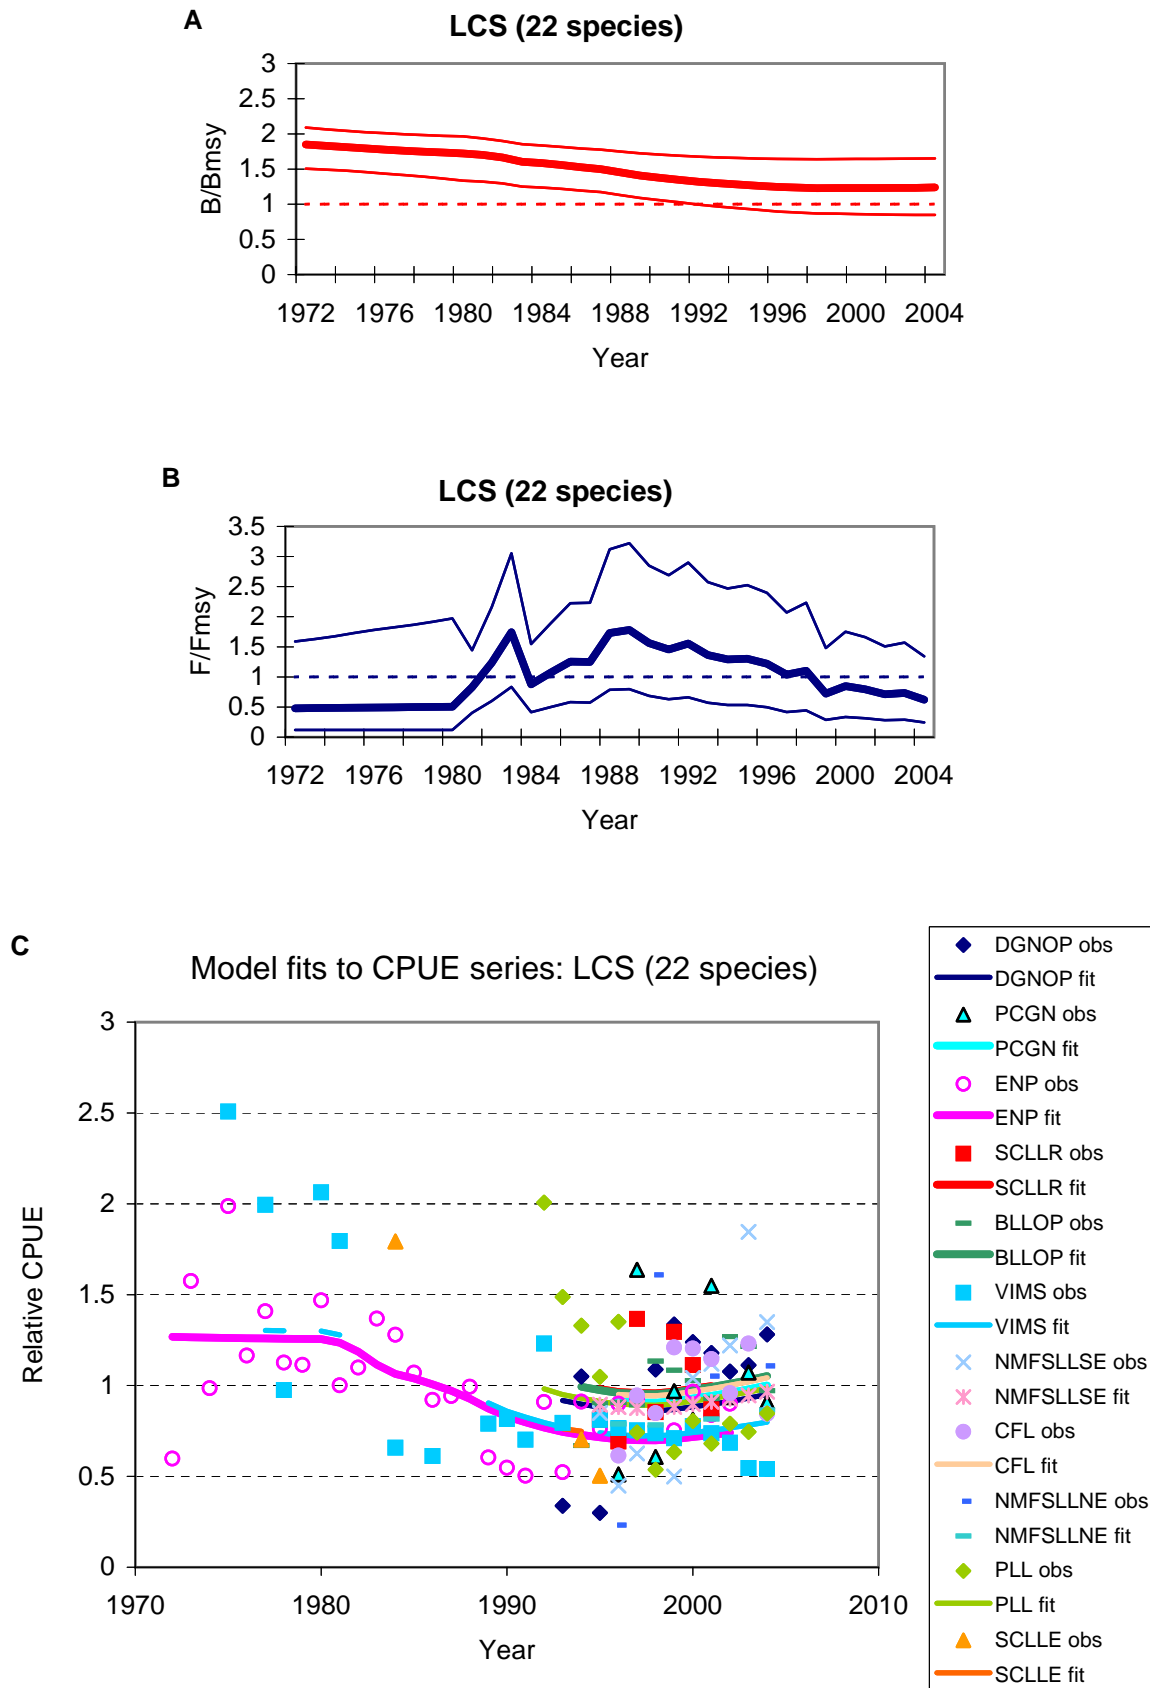 A
LCS (22 species)
3
2.5
2
1.5
1
0.5
0
B/Bmsy
1972 1976 1980 1984 1988 1992 1996 2000 2004
Year
B
LCS (22 species)
3.5
3
2.5
2
1.5
1
0.5
0
F/Fmsy
1972 1976 1980 1984 1988 1992 1996 2000 2004
Year
C
Model fits to CPUE series: LCS (22 species)
3
2.5
2
1.5
1
0.5
0
Relative CPUE
1970 1980 1990 2000 2010
Year
DGNOP obs
DGNOP fit
PCGN obs
PCGN fit
ENP obs
ENP fit
SCLLR obs
SCLLR fit
BLLOP obs
BLLOP fit
VIMS obs
VIMS fit
NMFSLLSE obs
NMFSLLSE fit
CFL obs
CFL fit
NMFSLLNE obs
NMFSLLNE fit
PLL obs
PLL fit
SCLLE obs
SCLLE fit